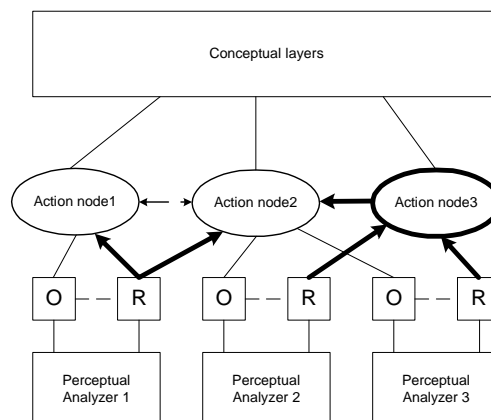 Conceptual layers
Action node1
Action node2
Action node3
O
R
O
R
O
R
Perceptual
Analyzer 1
Perceptual
Analyzer 2
Perceptual
Analyzer 3